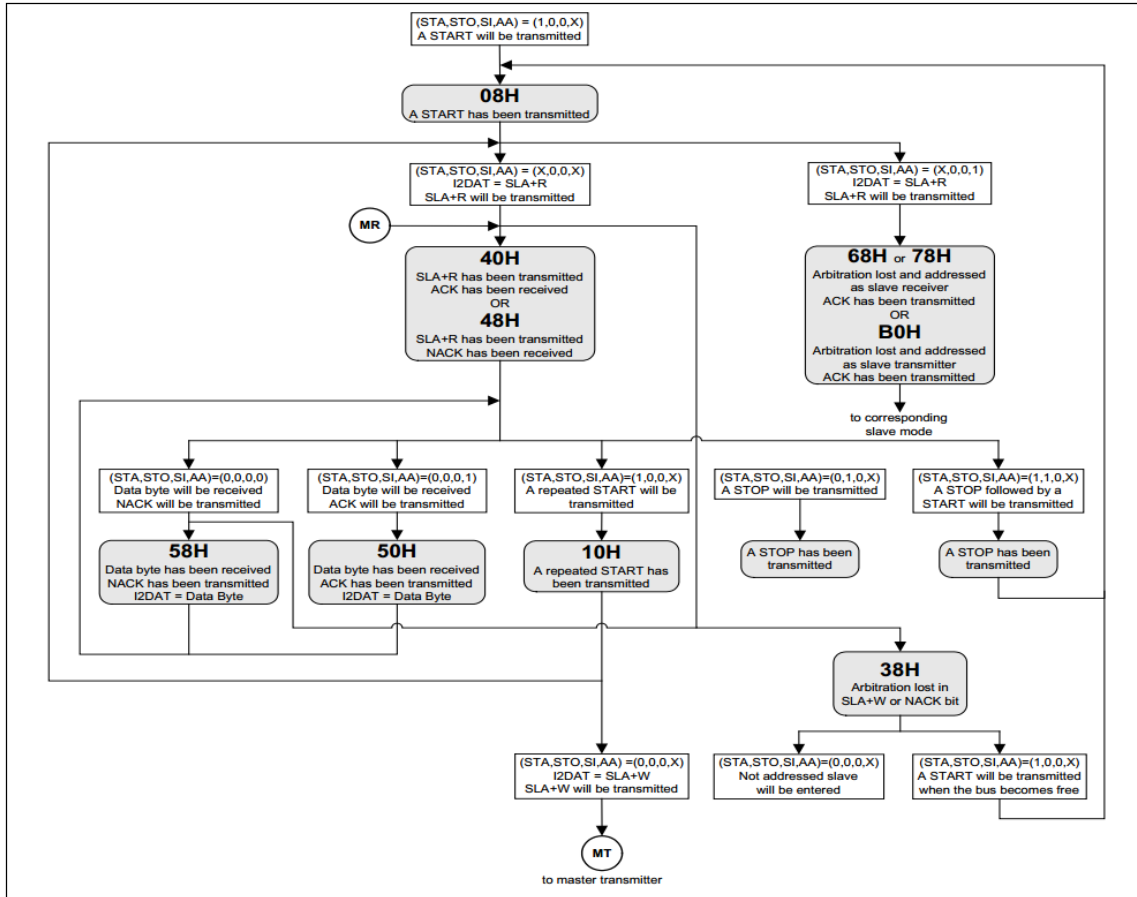 (STA,STO,SI,AA) = (1,0,0,X)
A START will be transmitted
08H
A START has been transmitted
(STA,STO,SI,AA) = (X,0,0,X)
I2DAT = SLA+R
SLA+R will be transmitted
(STA,STO,SI,AA) = (X,0,0,1)
I2DAT = SLA+R
SLA+R will be transmitted
MR
40H
SLA+R has been transmitted
ACK has been received
OR
48H
SLA+R has been transmitted
NACK has been received
68H or 78H
Arbitration lost and addressed
as slave receiver
ACK has been transmitted
OR
B0H
Arbitration lost and addressed
as slave transmitter
ACK has been transmitted
to corresponding
slave mode
(STA,STO,SI,AA)=(0,0,0,0)
Data byte will be received
NACK will be transmitted
(STA,STO,SI,AA)=(0,0,0,1)
Data byte will be received
ACK will be transmitted
(STA,STO,SI,AA)=(1,0,0,X)
A repeated START will be
transmitted
(STA,STO,SI,AA)=(0,1,0,X)
A STOP will be transmitted
(STA,STO,SI,AA)=(1,1,0,X)
A STOP followed by a
START will be transmitted
58H
Data byte has been received
NACK has been transmitted
I2DAT = Data Byte
50H
Data byte has been received
ACK has been transmitted
I2DAT = Data Byte
10H
A repeated START has
been transmitted
A STOP has been
transmitted
A STOP has been
transmitted
38H
Arbitration lost in
SLA+W or NACK bit
(STA,STO,SI,AA) =(0,0,0,X)
I2DAT = SLA+W
SLA+W will be transmitted
(STA,STO,SI,AA)=(0,0,0,X)
Not addressed slave
will be entered
(STA,STO,SI,AA)=(1,0,0,X)
A START will be transmitted
when the bus becomes free
MT
to master transmitter